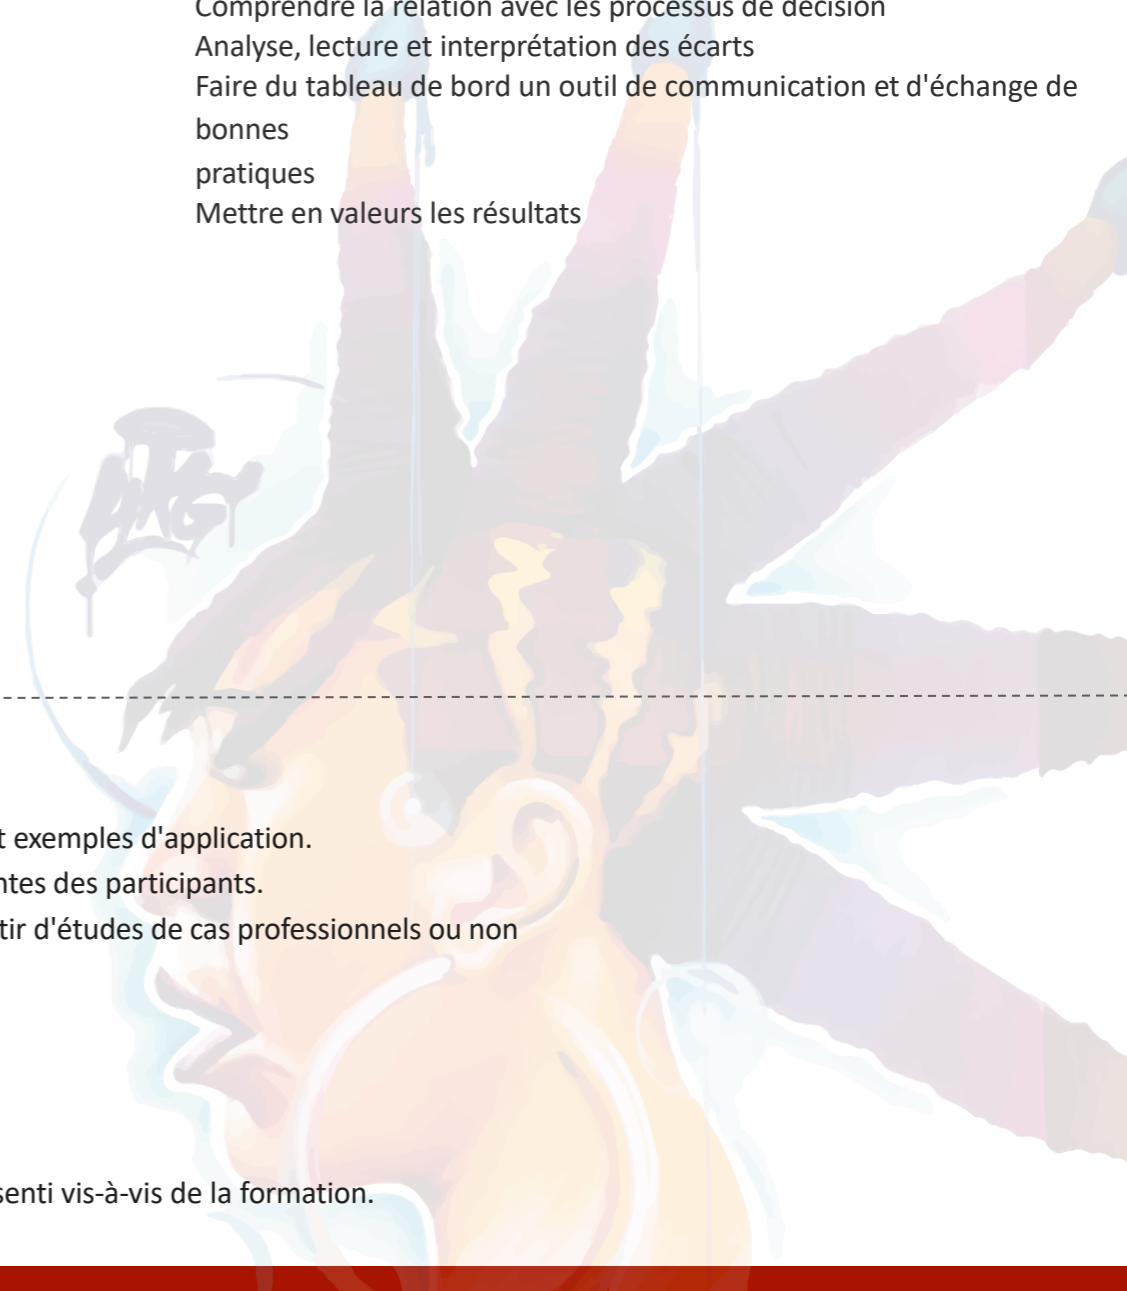 Comprendre la relation avec les processus de décision
Analyse, lecture et interprétation des écarts
Faire du tableau de bord un outil de communication et d'échange de
bonnes
pratiques
Mettre en valeurs les résultats
t exemples d'application.
ntes des participants.
tir d'études de cas professionnels ou non
senti vis-à-vis de la formation.